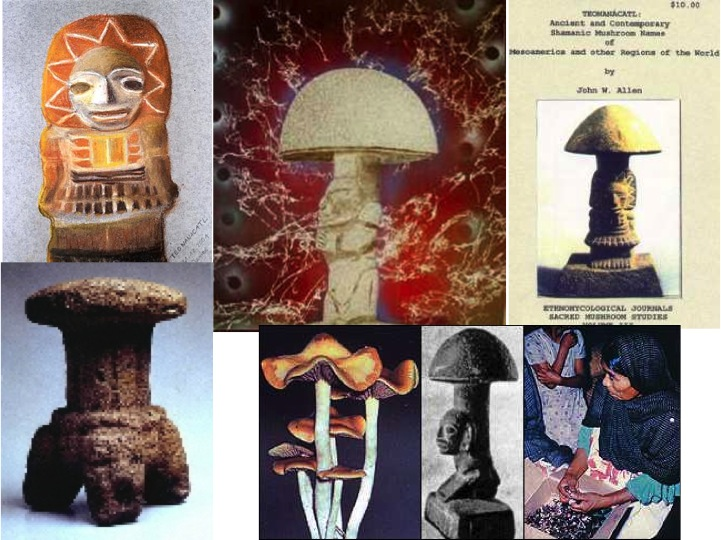 $10.00
TEONANÁCATL:
Ancient and Contemporary
Shamanic Mushroom Names
of
Mesoamerica and other Regions of the World
by
John W. Allen
ETHNOMYCOLOGICAL JOURNALS
SACRED MUSHROOM STUDIES
TEONANACATL